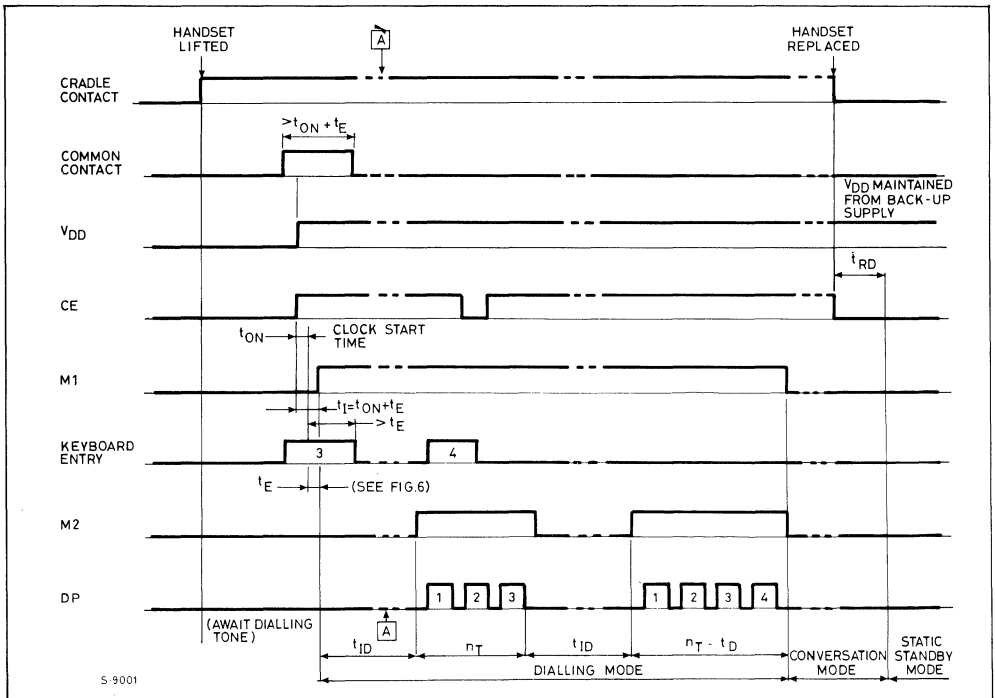 HANDSET
LIFTED
A
HANDSET
REPLACED
CRADLE
CONTACT
>tON + tE
COMMON
CONTACT
VDD MAINTAINED
FROM BACK-UP
SUPPLY
VDD
tRD
CE
tON
CLOCK START
TIME
M1
tI=tON+tE
>tE
KEYBOARD
ENTRY
3
4
tE
(SEE FIG.6)
M2
DP
1 2 3
1 2 3 4
(AWAIT DIALLING
TONE)
A
tID
nT
tID
nT - tD
DIALLING MODE
CONVERSATION
MODE
STATIC
STANDBY
MODE
S-9001